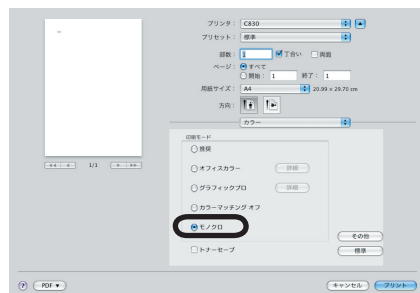 プリンタ： C830
プリセット： 標準
部数： 1 丁合い 両面
ページ： すべて
開始： 1 終了： 1
用紙サイズ： A4 20.99 x 29.70 cm
方向：
カラー
印刷モード
推奨
オフィスカラー 詳細
グラフィックプロ 詳細
カラーマッチング オフ
モノクロ
トナーセーブ
その他
標準
1/1
? PDF キャンセル プリント